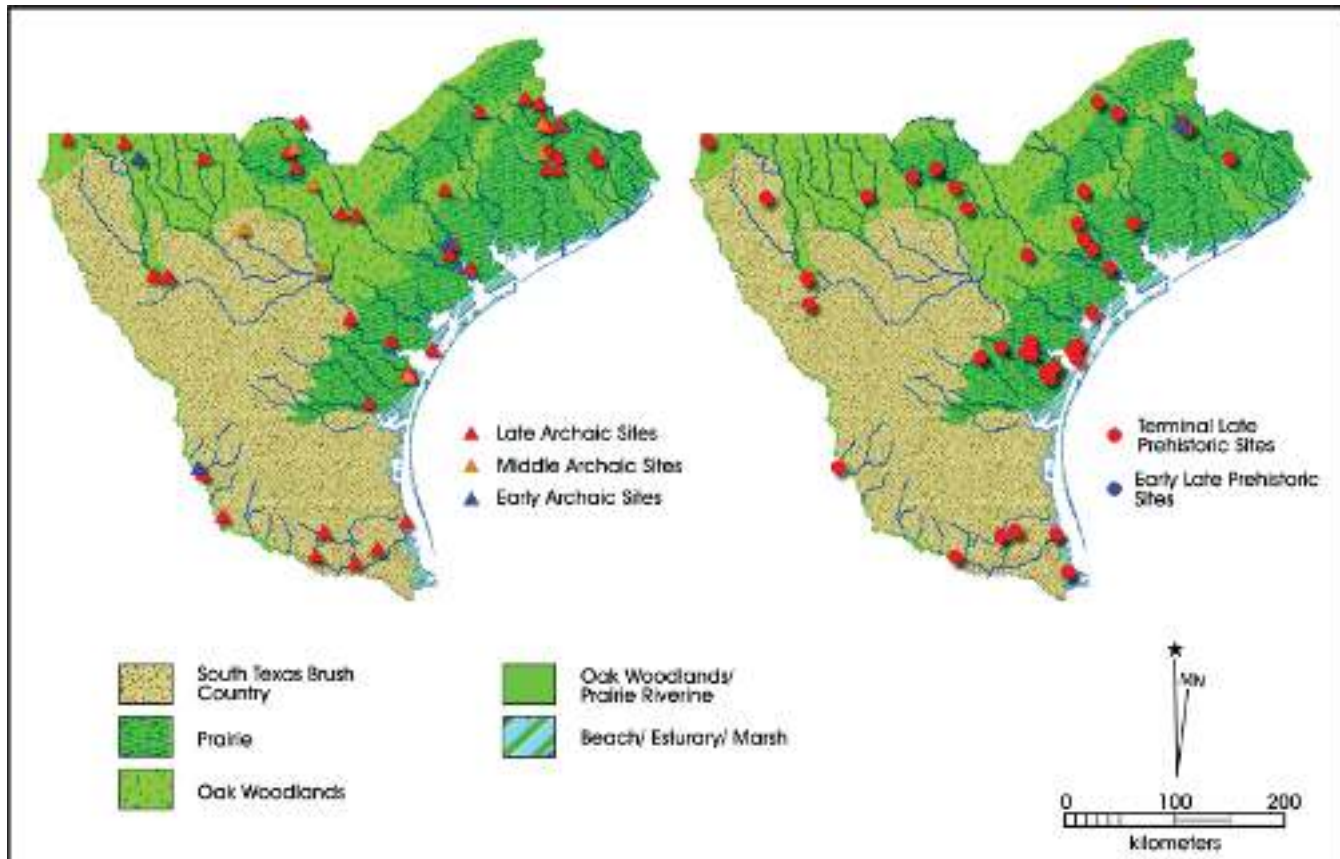 Late Archaic Sites
Middle Archaic Sites
Early Archaic Sites
Terminal Late
Prehistoric Sites
Early Late Prehistoric
Sites
South Texas Brush
Country
Prairie
Oak Woodlands
Oak Woodlands/
Prairie Riverine
Beach/ Esturary/ Marsh
MN
0 100 200
kilometers